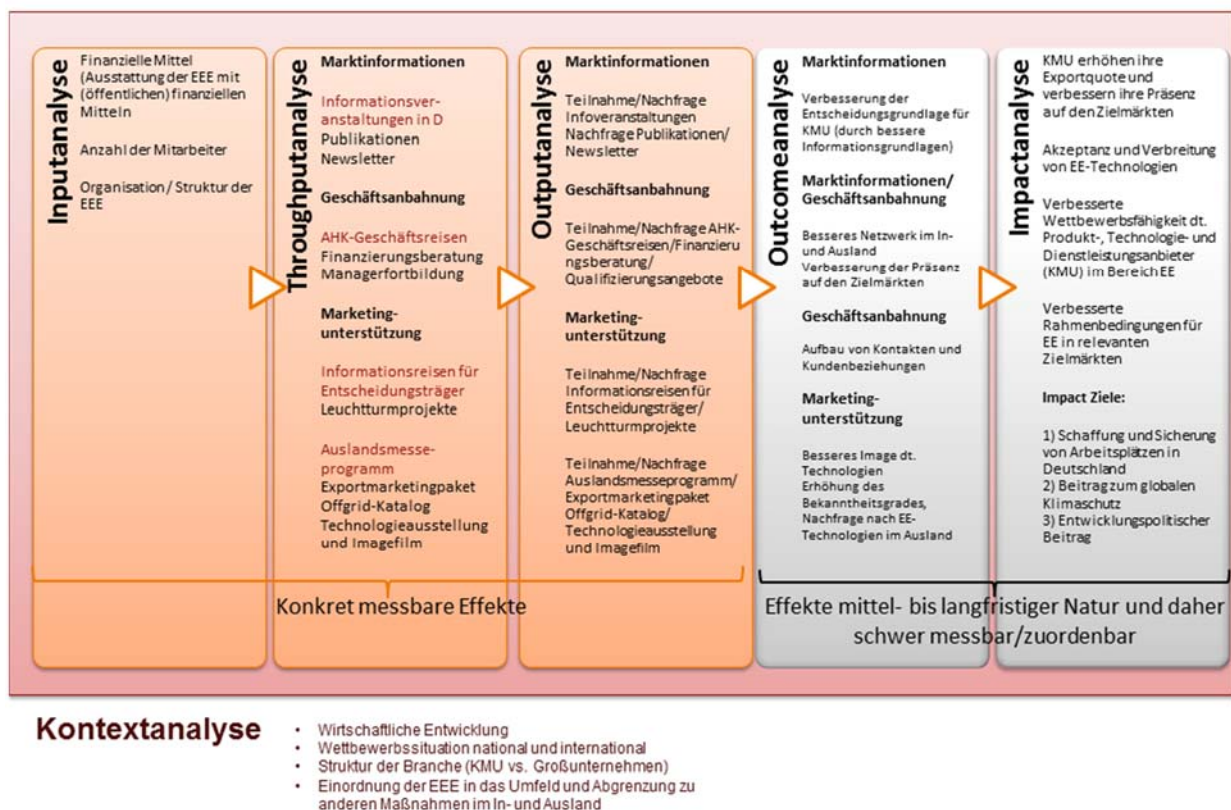 Inputanalyse
Finanzielle Mittel
(Ausstattung der EEE mit
(öffentlichen) finanziellen
Mitteln
Anzahl der Mitarbeiter
Organisation / Struktur der
EEE
Throughputanalyse
Marktinformationen
Informationsver-
anstaltungen in D
Publikationen
Newsletter
Geschäftsanbahnung
AHK-Geschäftsreisen
Finanzierungsberatung
Managerfortbildung
Marketing-
unterstützung
Informationsreisen für
Entscheidungsträger
Leuchtturmprojekte
Auslandsmesse-
programm
Exportmarketingpaket
Offgrid-Katalog
Technologieausstellung
und Imagefilm
Outputanalyse
Marktinformationen
Teilnahme/Nachfrage
Infoveranstaltungen
Nachfrage Publikationen/
Newsletter
Geschäftsanbahnung
Teilnahme/Nachfrage AHK-
Geschäftsreisen/Finanzieru
ngsberatung/
Qualifizierungsangebote
Marketing-
unterstützung
Teilnahme/Nachfrage
Informationsreisen für
Entscheidungsträger/
Leuchtturmprojekte
Teilnahme/Nachfrage
Auslandsmesseprogramm/
Exportmarketingpaket
Offgrid-Katalog/
Technologieausstellung
und Imagefilm
Outcomeanalyse
Marktinformationen
Verbesserung der
Entscheidungsgrundlage für
KMU (durch bessere
Informationsgrundlagen)
Marktinformationen/
Geschäftsanbahnung
Besseres Netzwerk im In-
und Ausland
Verbesserung der Präsenz
auf den Zielmärkten
Geschäftsanbahnung
Aufbau von Kontakten und
Kundenbeziehungen
Marketing-
unterstützung
Besseres Image dt.
Technologien
Erhöhung des
Bekanntheitsgrades,
Nachfrage nach EE-
Technologien im Ausland
Impactanalyse
KMU erhöhen ihre
Exportquote und
verbessern ihre Präsenz
auf den Zielmärkten
Akzeptanz und Verbreitung
von EE-Technologien
Verbesserte
Wettbewerbsfähigkeit dt.
Produkt-, Technologie- und
Dienstleistungsanbieter
(KMU) im Bereich EE
Verbesserte
Rahmenbedingungen für
EE in relevanten
Zielmärkten
Impact Ziele:
1) Schaffung und Sicherung
von Arbeitsplätzen in
Deutschland
2) Beitrag zum globalen
Klimaschutz
3) Entwicklungspolitischer
Beitrag
Konkret messbare Effekte
Effekte mittel- bis langfristiger Natur und daher
schwer messbar/zuordenbar
Kontextanalyse
• Wirtschaftliche Entwicklung
• Wettbewerbssituation national und international
• Struktur der Branche (KMU vs. Großunternehmen)
• Einordnung der EEE in das Umfeld und Abgrenzung zu
anderen Maßnahmen im In- und Ausland